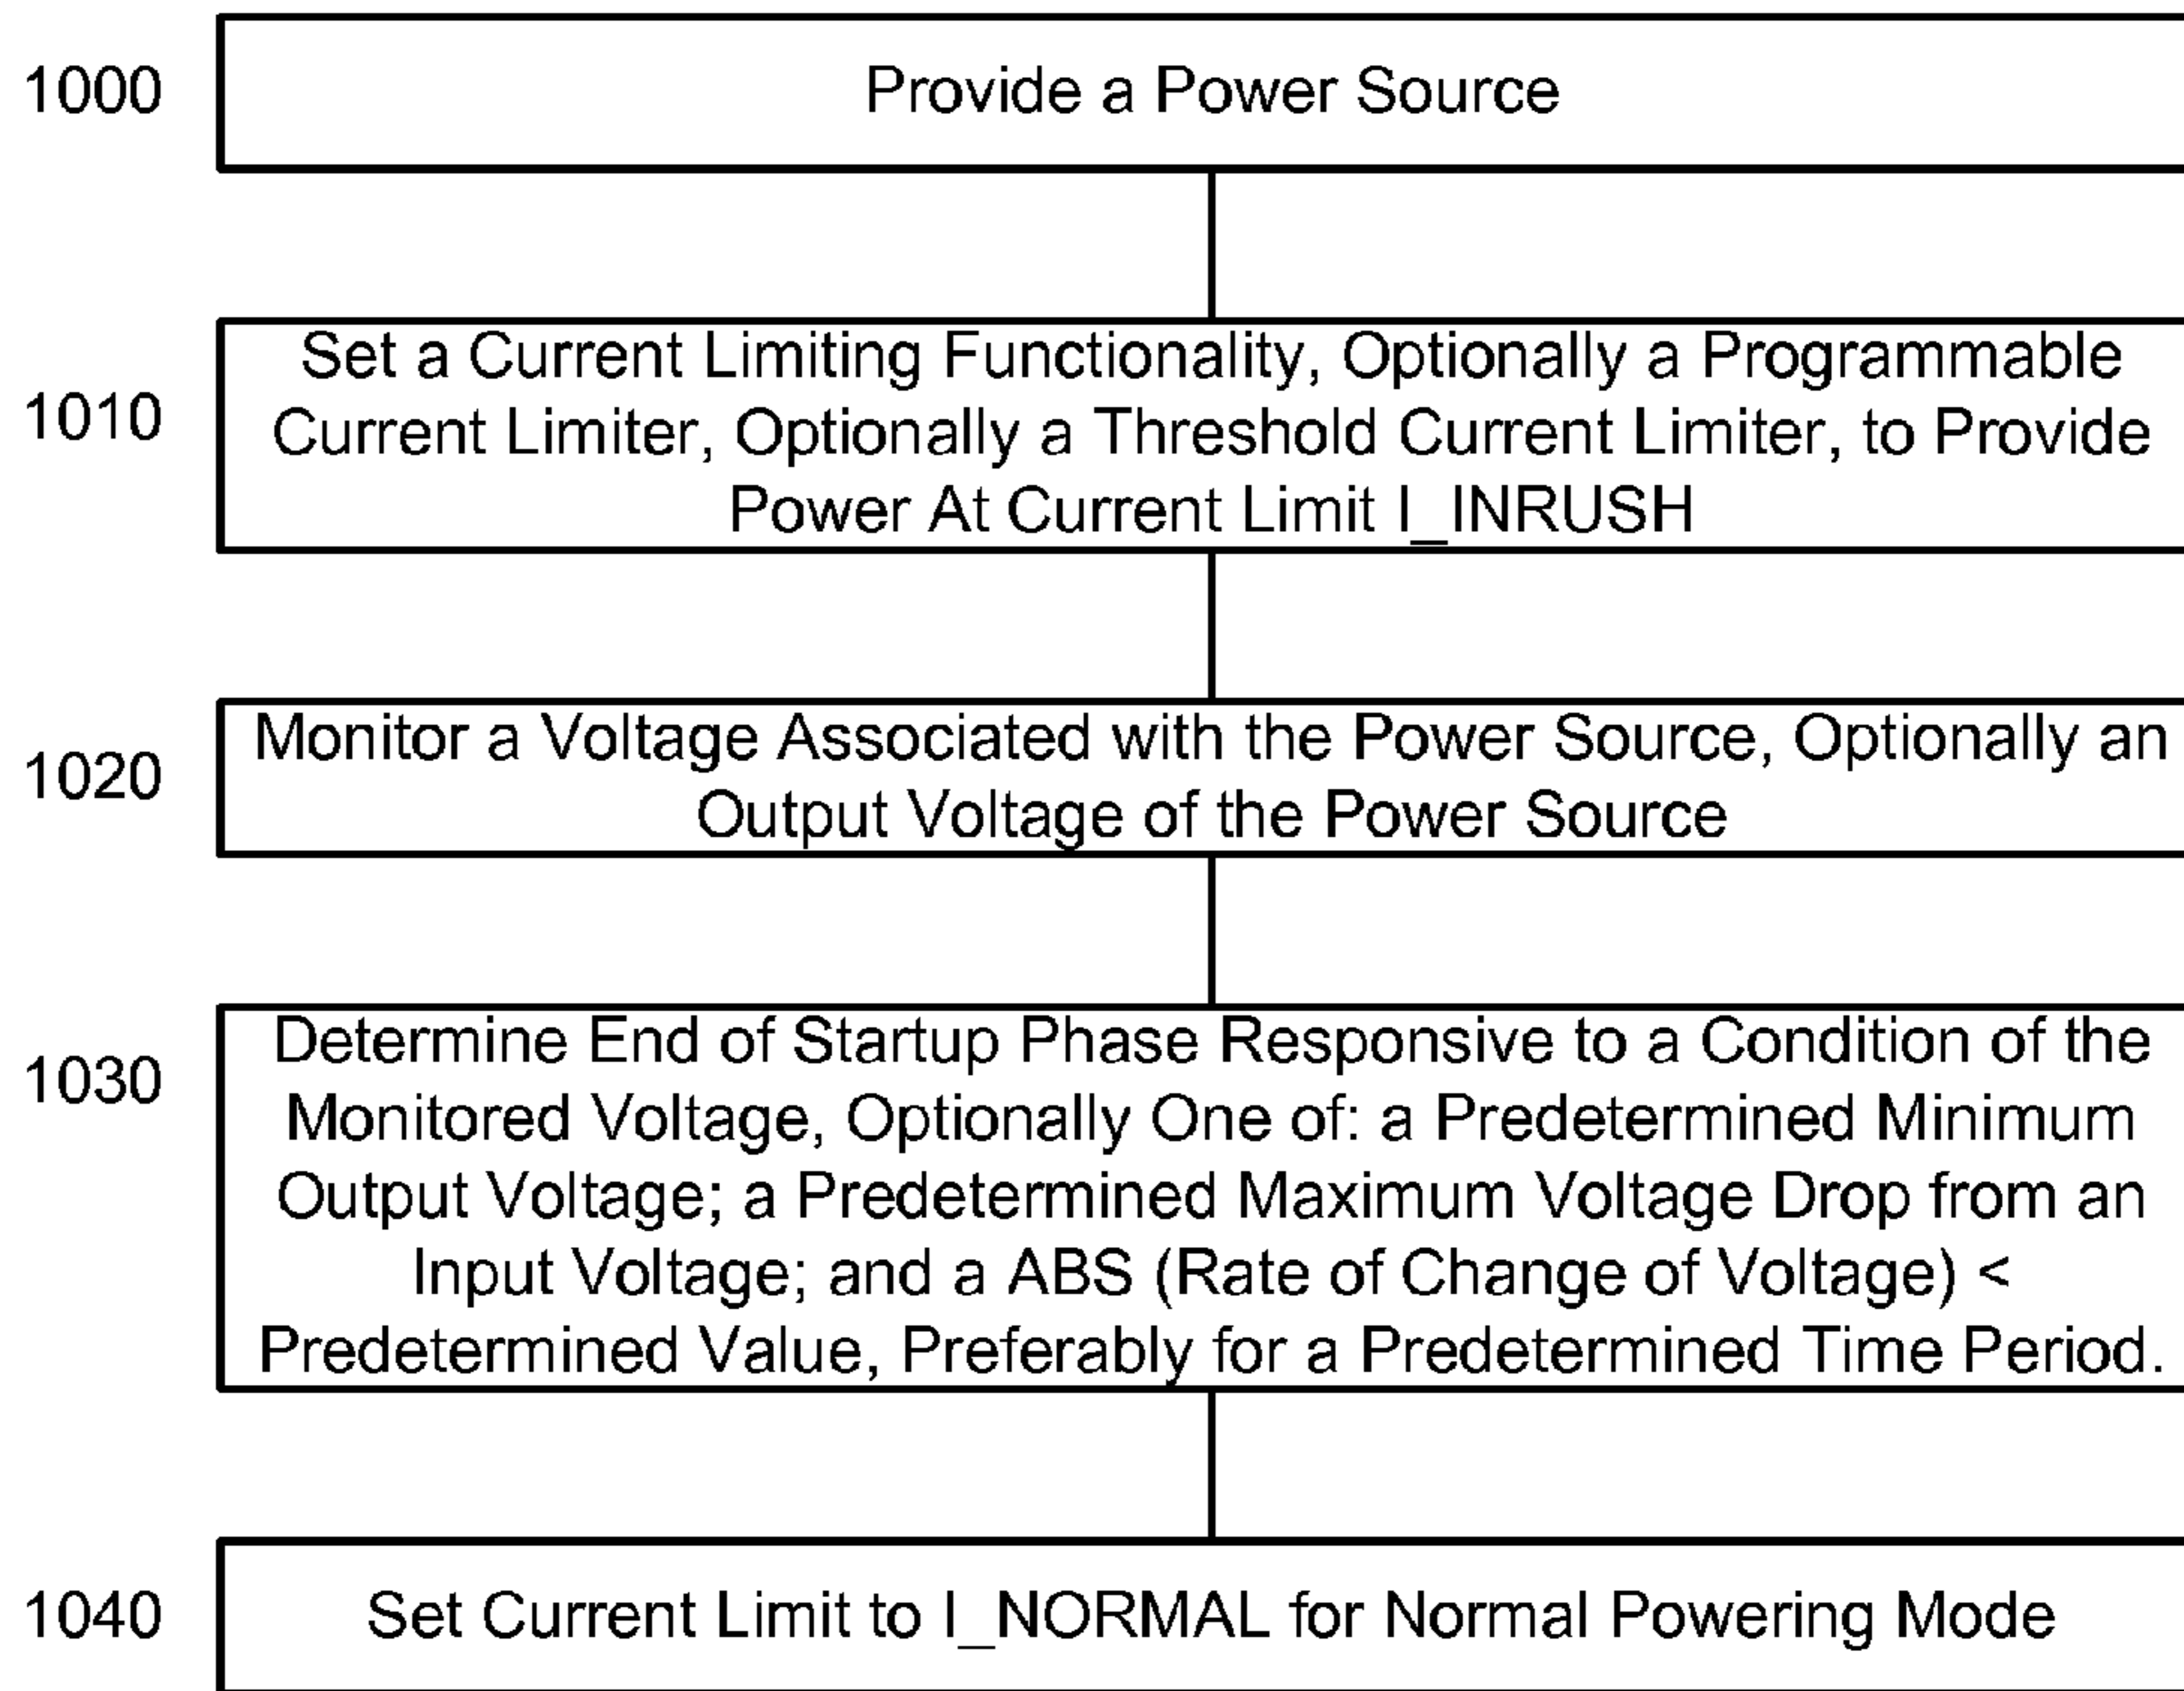 1000
Provide a Power Source
1010
Set a Current Limiting Functionality, Optionally a Programmable
Current Limiter, Optionally a Threshold Current Limiter, to Provide
Power At Current Limit I_INRUSH
1020
Monitor a Voltage Associated with the Power Source, Optionally an
Output Voltage of the Power Source
1030
Determine End of Startup Phase Responsive to a Condition of the
Monitored Voltage, Optionally One of: a Predetermined Minimum
Output Voltage; a Predetermined Maximum Voltage Drop from an
Input Voltage; and a ABS (Rate of Change of Voltage) <
Predetermined Value, Preferably for a Predetermined Time Period.
1040
Set Current Limit to I_NORMAL for Normal Powering Mode